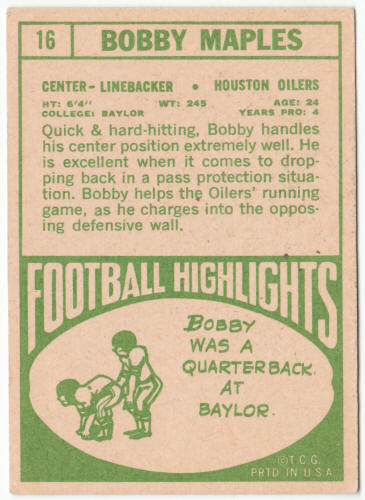 16 BOBBY MAPLES
CENTER-LINEBACKER • HOUSTON OILERS
HT: 6'4" WT: 245 AGE: 24
COLLEGE: BAYLOR YEARS PRO: 4
Quick & hard-hitting, Bobby handles
his center position extremely well. He
is excellent when it comes to drop-
ping back in a pass protection situa-
tion. Bobby helps the Oilers' running
game, as he charges into the oppos-
ing defensive wall.
FOOTBALL HIGHLIGHTS
BOBBY
WAS A
QUARTERBACK
AT
BAYLOR.
©T.C.G.
PRTD IN U.S.A.